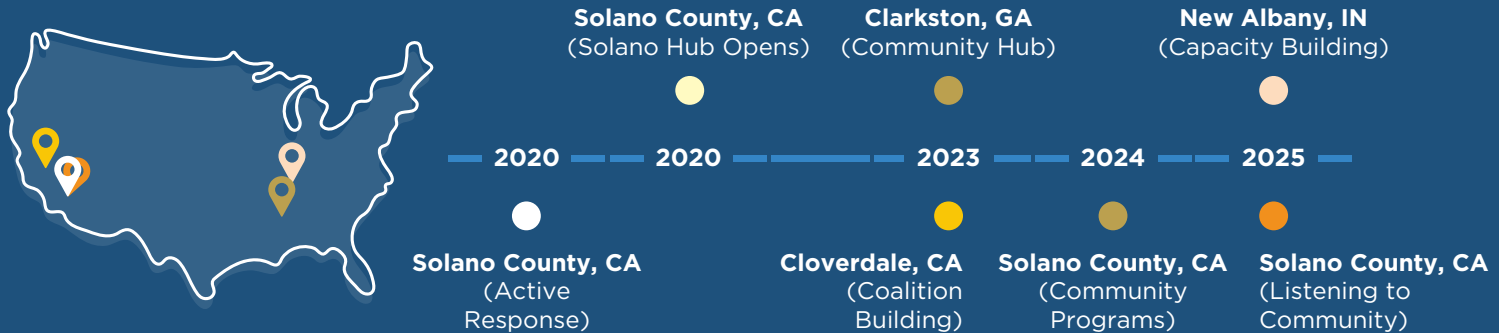 Solano County, CA
(Solano Hub Opens)
Clarkston, GA
(Community Hub)
New Albany, IN
(Capacity Building)
2020
2020
2023
2024
2025
Solano County, CA
(Active
Response)
Cloverdale, CA
(Coalition
Building)
Solano County, CA
(Community
Programs)
Solano County, CA
(Listening to
Community)